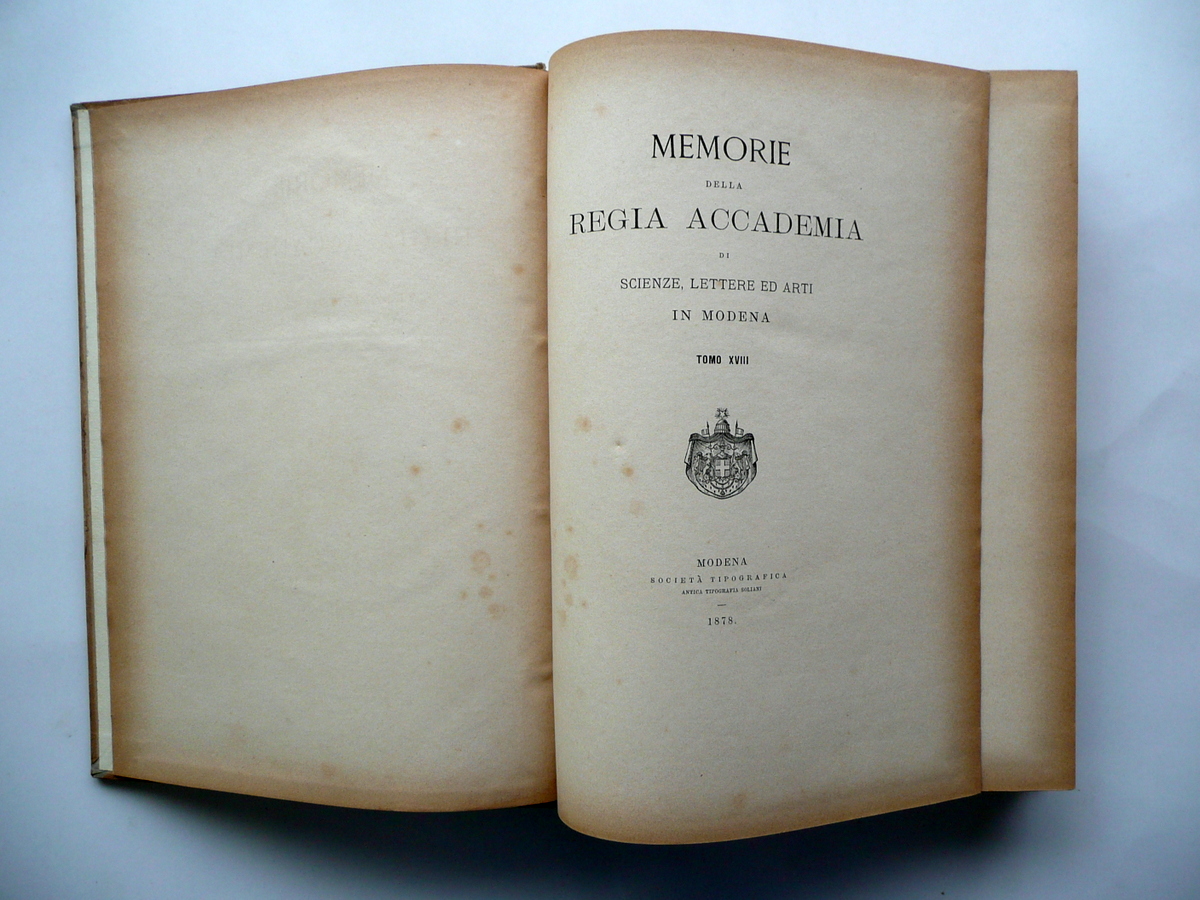 MEMORIE
DELLA
REGIA ACCADEMIA
DI
SCIENZE, LETTERE ED ARTI
IN MODENA
TOMO XVIII
MODENA
SOCIETÀ TIPOGRAFICA
ANTICA TIPOGRAFIA SOLIANI
1878.